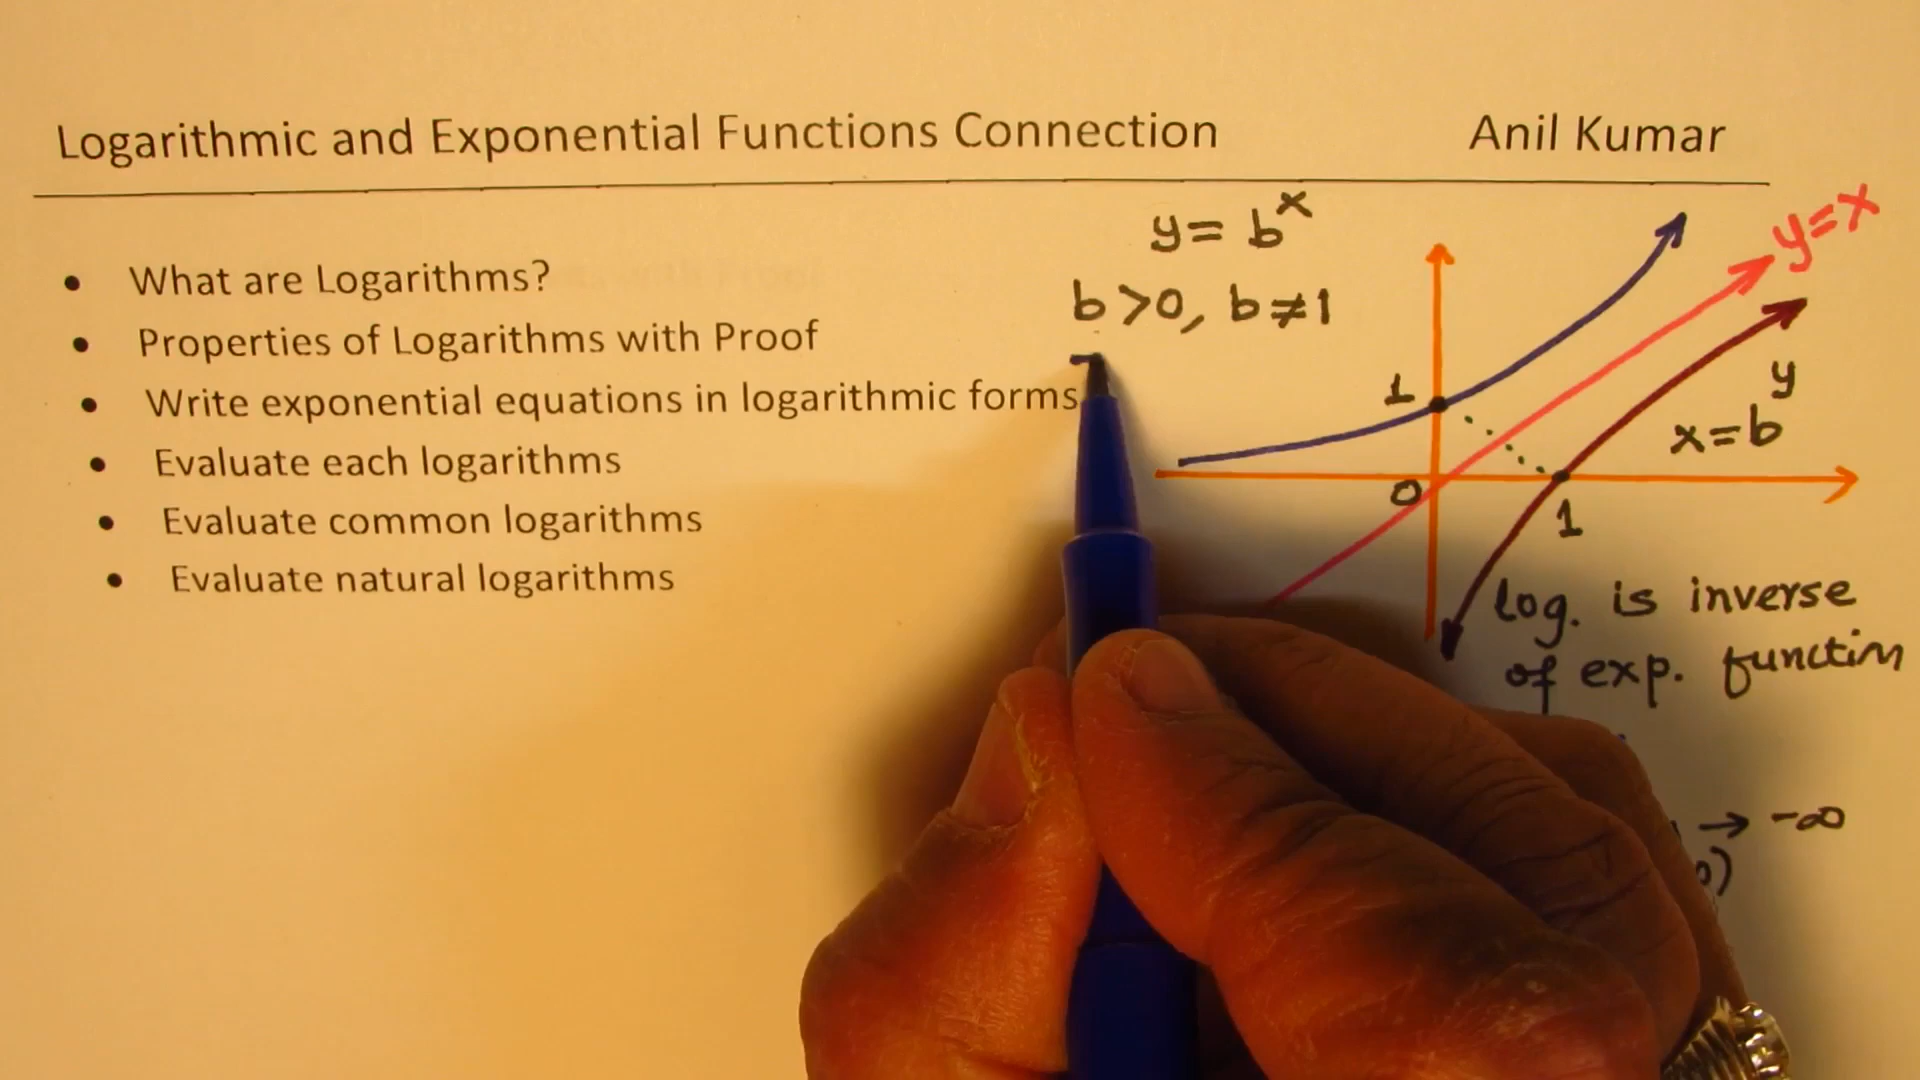 Logarithmic and Exponential Functions Connection Anil Kumar
• What are Logarithms?
• Properties of Logarithms with Proof
• Write exponential equations in logarithmic forms
• Evaluate each logarithms
• Evaluate common logarithms
• Evaluate natural logarithms
y = b^x
b > 0, b ≠ 1
y = x
1
x = b^y
0
1
log. is inverse
of exp. function
→ -∞